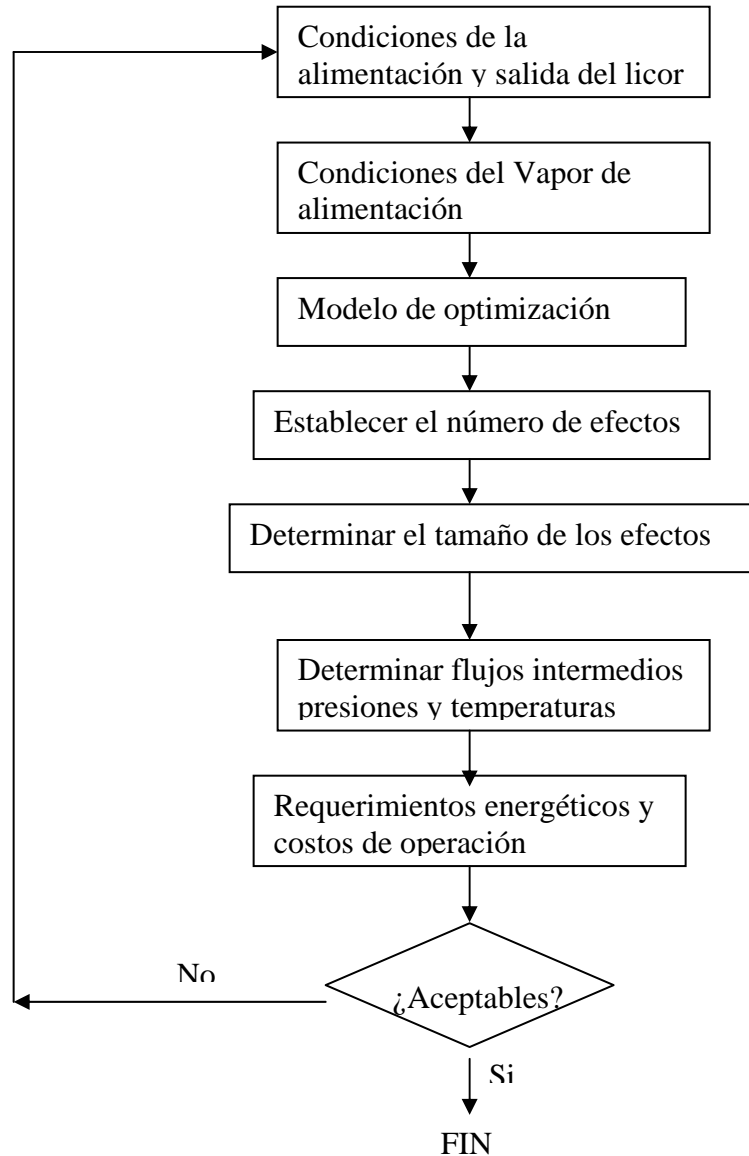 Condiciones de la
alimentación y salida del licor
Condiciones del Vapor de
alimentación
Modelo de optimización
Establecer el número de efectos
Determinar el tamaño de los efectos
Determinar flujos intermedios
presiones y temperaturas
Requerimientos energéticos y
costos de operación
No
¿Aceptables?
Si
FIN